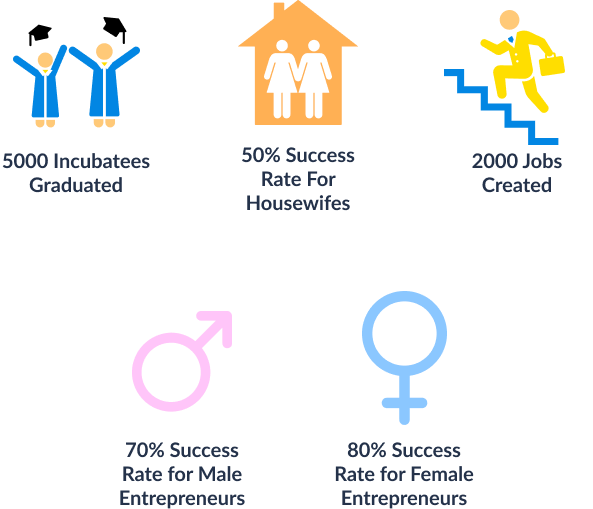 5000 Incubatees
Graduated
50% Success
Rate For
Housewifes
2000 Jobs
Created
70% Success
Rate for Male
Entrepreneurs
80% Success
Rate for Female
Entrepreneurs